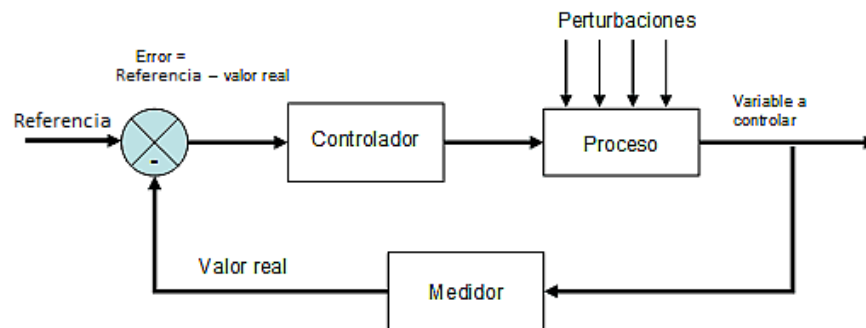 Perturbaciones
Error =
Referencia – valor real
Referencia
-
Controlador
Proceso
Variable a
controlar
Valor real
Medidor